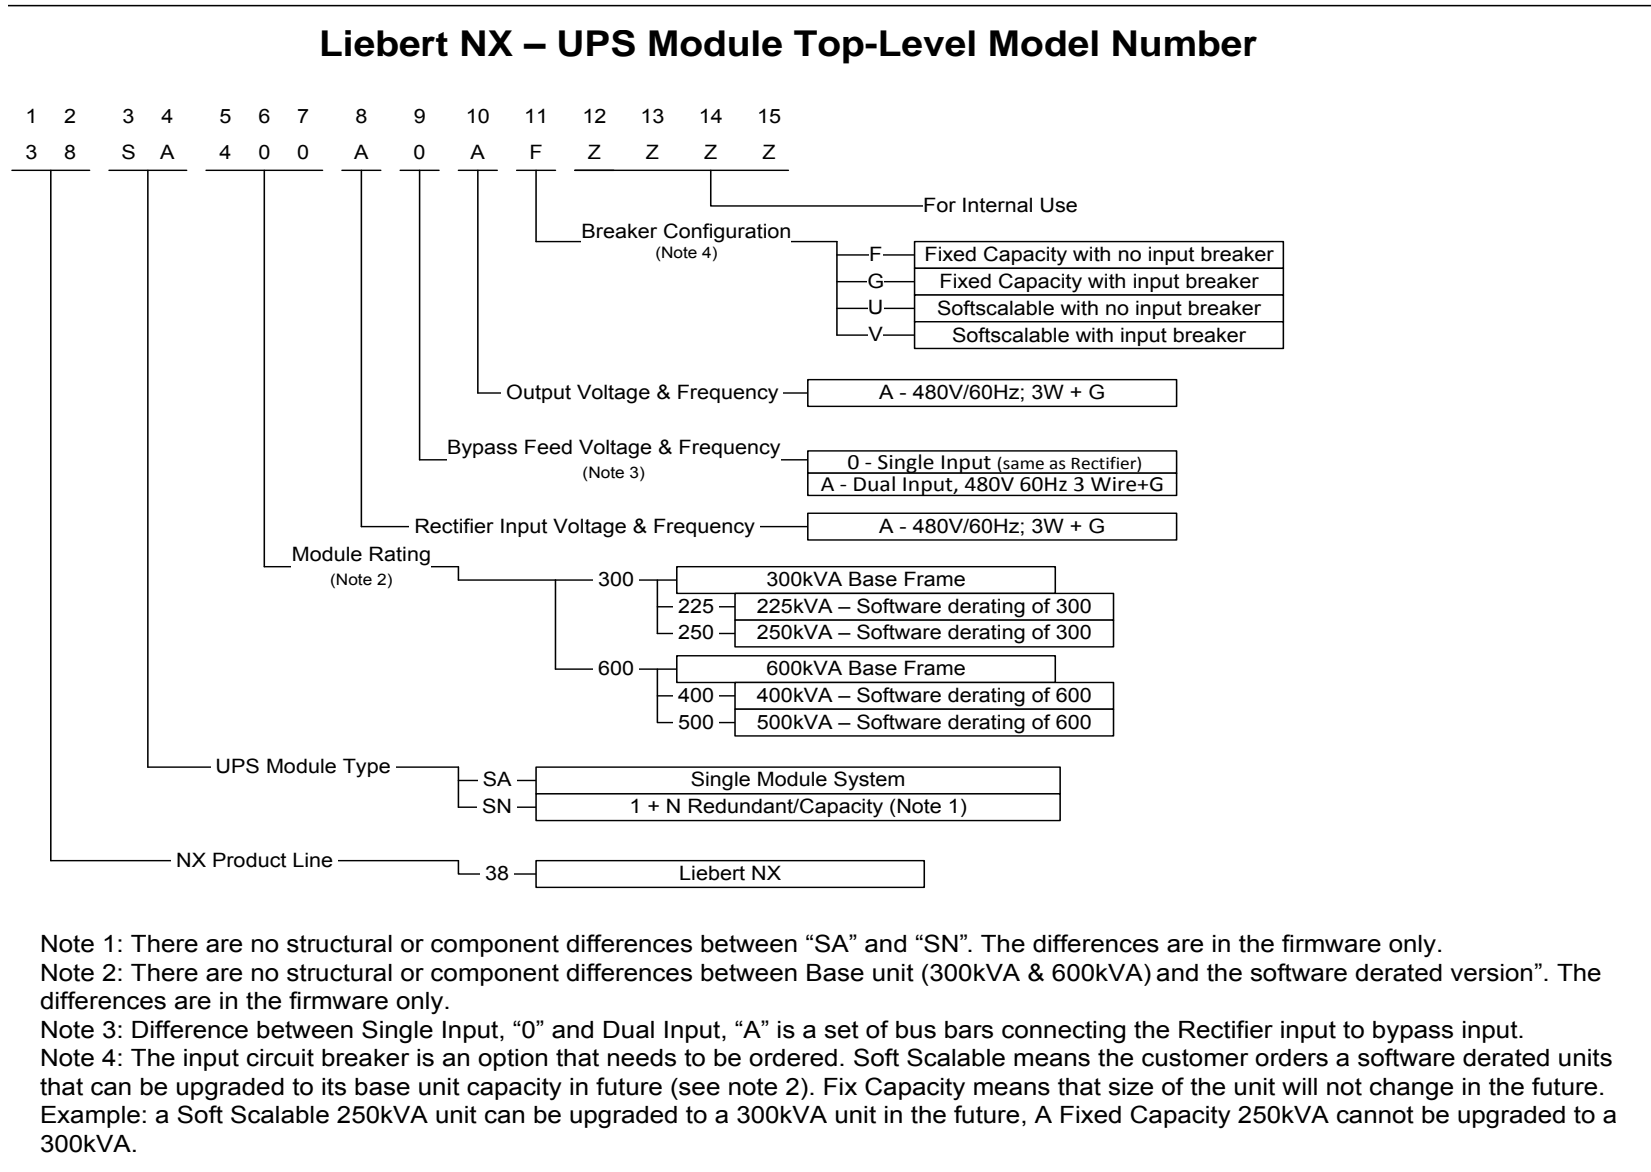 Liebert NX – UPS Module Top-Level Model Number
1 2 3 4 5 6 7 8 9 10 11 12 13 14 15
3 8 S A 4 0 0 A 0 A F Z Z Z Z
For Internal Use
Breaker Configuration
(Note 4)
F Fixed Capacity with no input breaker
G Fixed Capacity with input breaker
U Softscalable with no input breaker
V Softscalable with input breaker
Output Voltage & Frequency A - 480V/60Hz; 3W + G
Bypass Feed Voltage & Frequency
(Note 3)
0 - Single Input (same as Rectifier)
A - Dual Input, 480V 60Hz 3 Wire+G
Rectifier Input Voltage & Frequency A - 480V/60Hz; 3W + G
Module Rating
(Note 2)
300 300kVA Base Frame
225 225kVA – Software derating of 300
250 250kVA – Software derating of 300
600 600kVA Base Frame
400 400kVA – Software derating of 600
500 500kVA – Software derating of 600
UPS Module Type
SA Single Module System
SN 1 + N Redundant/Capacity (Note 1)
NX Product Line
38 Liebert NX
Note 1: There are no structural or component differences between “SA” and “SN”. The differences are in the firmware only.
Note 2: There are no structural or component differences between Base unit (300kVA & 600kVA) and the software derated version”. The
differences are in the firmware only.
Note 3: Difference between Single Input, “0” and Dual Input, “A” is a set of bus bars connecting the Rectifier input to bypass input.
Note 4: The input circuit breaker is an option that needs to be ordered. Soft Scalable means the customer orders a software derated units
that can be upgraded to its base unit capacity in future (see note 2). Fix Capacity means that size of the unit will not change in the future.
Example: a Soft Scalable 250kVA unit can be upgraded to a 300kVA unit in the future, A Fixed Capacity 250kVA cannot be upgraded to a
300kVA.